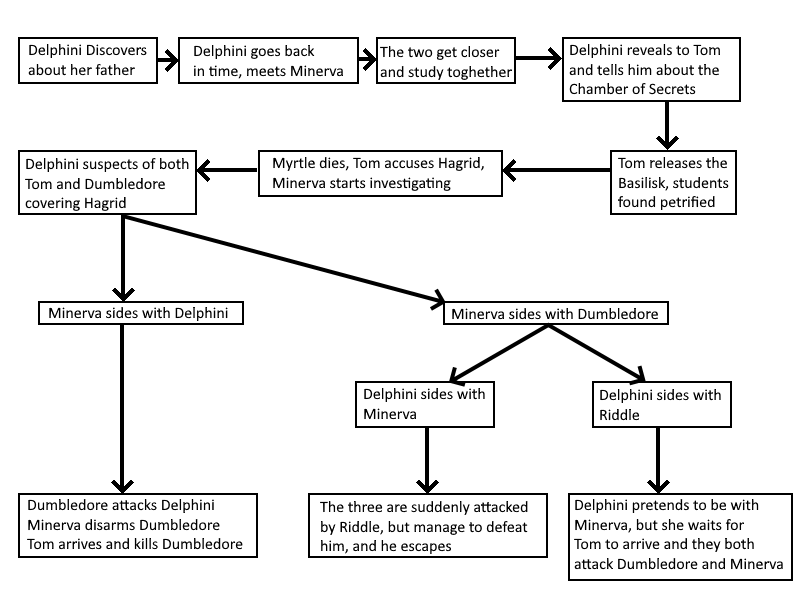 Delphini Discovers
about her father
Delphini goes back
in time, meets Minerva
The two get closer
and study toghether
Delphini reveals to Tom
and tells him about the
Chamber of Secrets
Tom releases the
Basilisk, students
found petrified
Myrtle dies, Tom accuses Hagrid,
Minerva starts investigating
Delphini suspects of both
Tom and Dumbledore
covering Hagrid
Minerva sides with Delphini
Minerva sides with Dumbledore
Delphini sides with
Minerva
Delphini sides with
Riddle
Dumbledore attacks Delphini
Minerva disarms Dumbledore
Tom arrives and kills Dumbledore
The three are suddenly attacked
by Riddle, but manage to defeat
him, and he escapes
Delphini pretends to be with
Minerva, but she waits for
Tom to arrive and they both
attack Dumbledore and Minerva